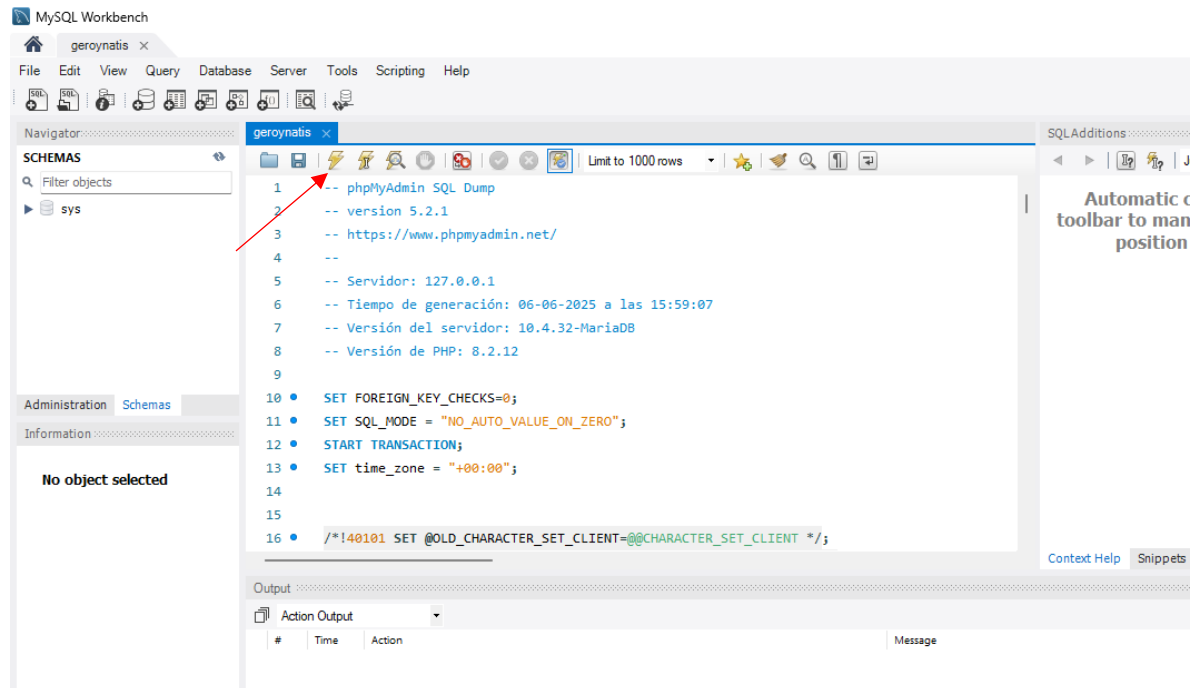 MySQL Workbench
geroynatis
File Edit View Query Database Server Tools Scripting Help
Navigator
SCHEMAS
Filter objects
sys
Administration Schemas
Information
No object selected
geroynatis
Limit to 1000 rows
1 -- phpMyAdmin SQL Dump
2 -- version 5.2.1
3 -- https://www.phpmyadmin.net/
4 --
5 -- Servidor: 127.0.0.1
6 -- Tiempo de generación: 06-06-2025 a las 15:59:07
7 -- Versión del servidor: 10.4.32-MariaDB
8 -- Versión de PHP: 8.2.12
9
10 SET FOREIGN_KEY_CHECKS=0;
11 SET SQL_MODE = "NO_AUTO_VALUE_ON_ZERO";
12 START TRANSACTION;
13 SET time_zone = "+00:00";
14
15
16 /*!40101 SET @OLD_CHARACTER_SET_CLIENT=@@CHARACTER_SET_CLIENT */;
Output
Action Output
# Time Action Message
SQLAdditions
Automatic c
toolbar to man
position
Context Help Snippets